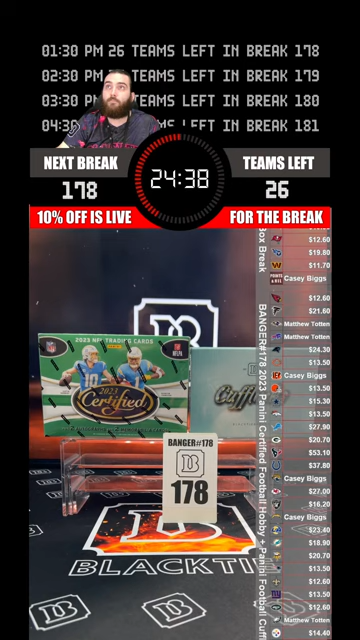 01:30 PM 26 TEAMS LEFT IN BREAK 178
02:30 PM TEAMS LEFT IN BREAK 179
03:30 TEAMS LEFT IN BREAK 180
04:30 TEAMS LEFT IN BREAK 181
NEXT BREAK
178
24:38
TEAMS LEFT
26
10% OFF IS LIVE
FOR THE BREAK
2023 NFL TRADING CARDS
2023
Certified
BANGER#178
178
BLACKTI
Box Break
BANGER#178 2023 Panini Certified Football Hobby + Panini Football Cu
$12.60
$19.80
$11.70
Casey Biggs
$12.60
$21.60
Matthew Totten
$24.30
$13.50
Casey Biggs
$13.50
$15.30
$13.50
$27.90
$20.70
$53.10
$37.80
Casey Biggs
$27.00
$16.20
Casey Biggs
$23.40
$18.90
$20.70
$13.50
$12.60
$13.50
$12.60
Matthew Totten
$14.40